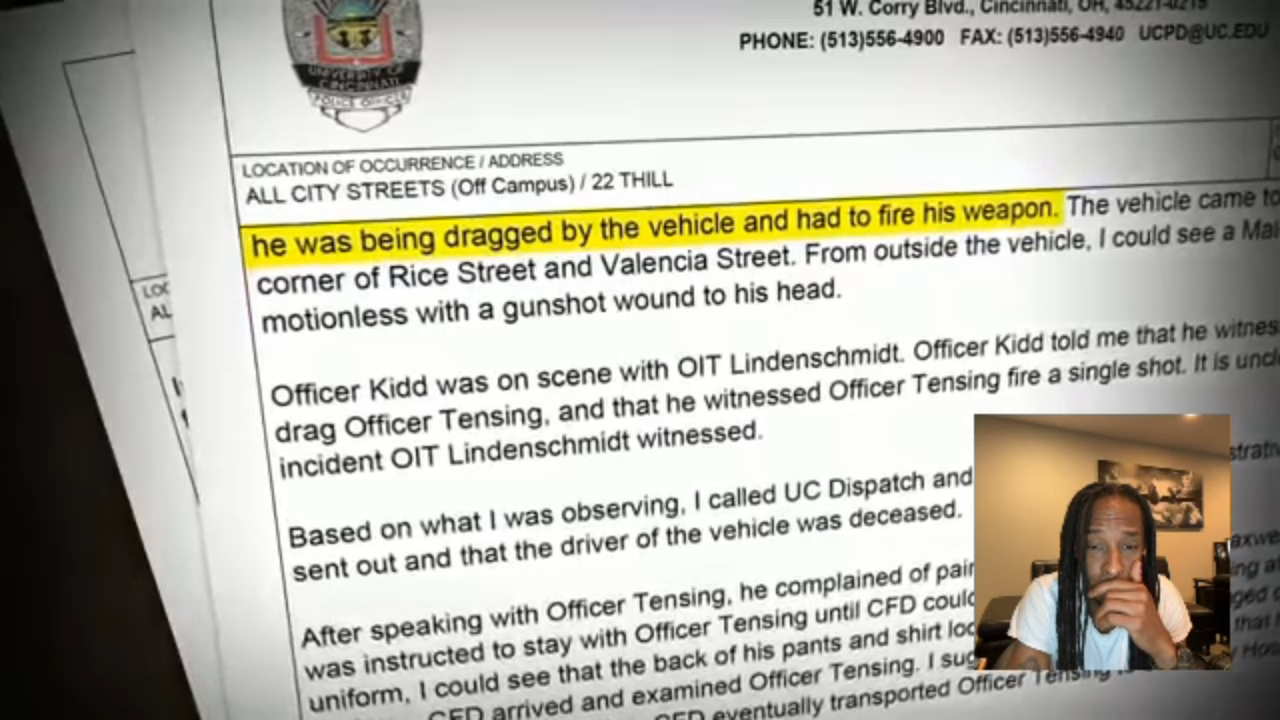 51 W. Corry Blvd., Cincinnati, OH, 45221-0215
PHONE: (513)556-4900 FAX: (513)556-4940 UCPD@UC.EDU
UNIVERSITY OF
CINCINNATI
POLICE OFFICER
LOCATION OF OCCURRENCE / ADDRESS
ALL CITY STREETS (Off Campus) / 22 THILL
he was being dragged by the vehicle and had to fire his weapon. The vehicle came to
corner of Rice Street and Valencia Street. From outside the vehicle, I could see a
motionless with a gunshot wound to his head.
Officer Kidd was on scene with OIT Lindenschmidt. Officer Kidd told me that he
drag Officer Tensing, and that he witnessed Officer Tensing fire a single shot. It is
incident OIT Lindenschmidt witnessed.
Based on what I was observing, I called UC Dispatch and
sent out and that the driver of the vehicle was deceased.
After speaking with Officer Tensing, he complained of
was instructed to stay with Officer Tensing until CFD
uniform, I could see that the back of his pants and shirt
CFD arrived and examined Officer Tensing. I
CFD eventually transported Officer Tensing